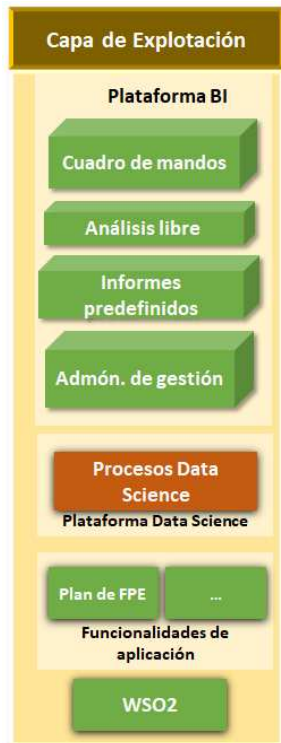 Capa de Explotación
Plataforma BI
Cuadro de mandos
Análisis libre
Informes
predefinidos
Admón. de gestión
Procesos Data
Science
Plataforma Data Science
Plan de FPE
...
Funcionalidades de
aplicación
WSO2